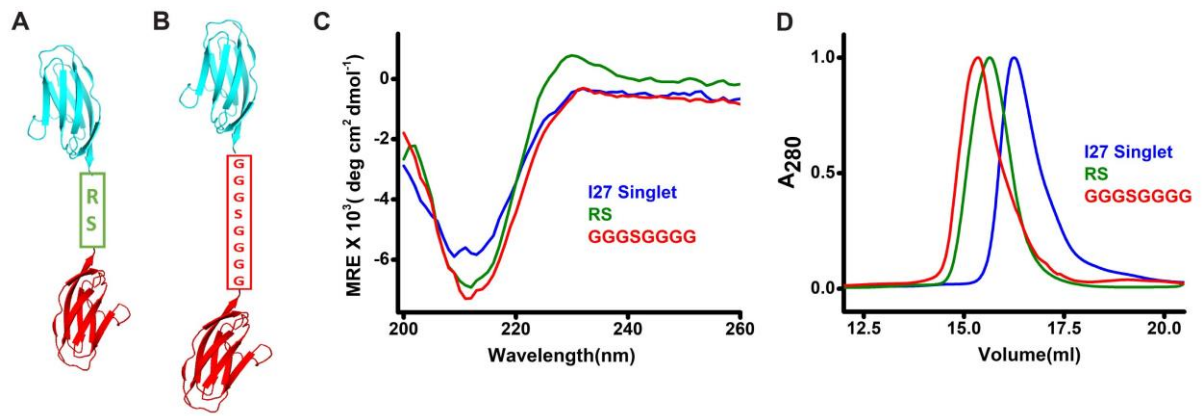 A
B
C
D
R
S
G
G
G
S
G
G
G
G
MRE X 10³( deg cm² dmol⁻¹)
0
-2
-4
-6
200
220
240
260
Wavelength(nm)
I27 Singlet
RS
GGGSGGGG
A₂₈₀
1.0
0.5
0.0
12.5
15.0
17.5
20.0
Volume(ml)
I27 Singlet
RS
GGGSGGGG